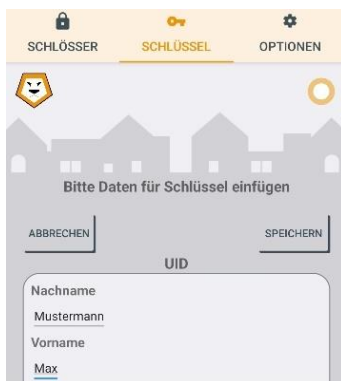 SCHLÖSSER SCHLÜSSEL OPTIONEN
Bitte Daten für Schlüssel einfügen
ABBRECHEN SPEICHERN
UID
Nachname
Mustermann
Vorname
Max